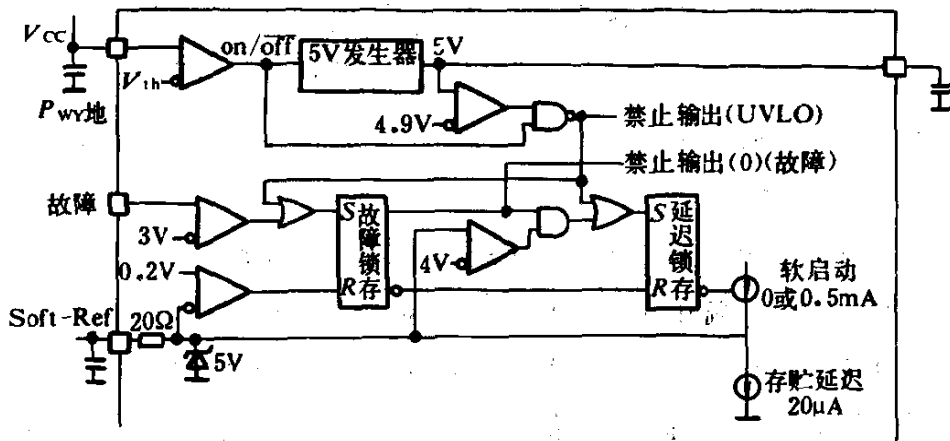 VCC
Vth
PWY地
on/off
5V发生器
5V
4.9V
禁止输出(UVLO)
禁止输出(0)(故障)
故障
3V
0.2V
S
R
故障锁存
4V
S
R
延迟锁存
软启动
0或0.5mA
Soft-Ref
20Ω
5V
存贮延迟
20μA